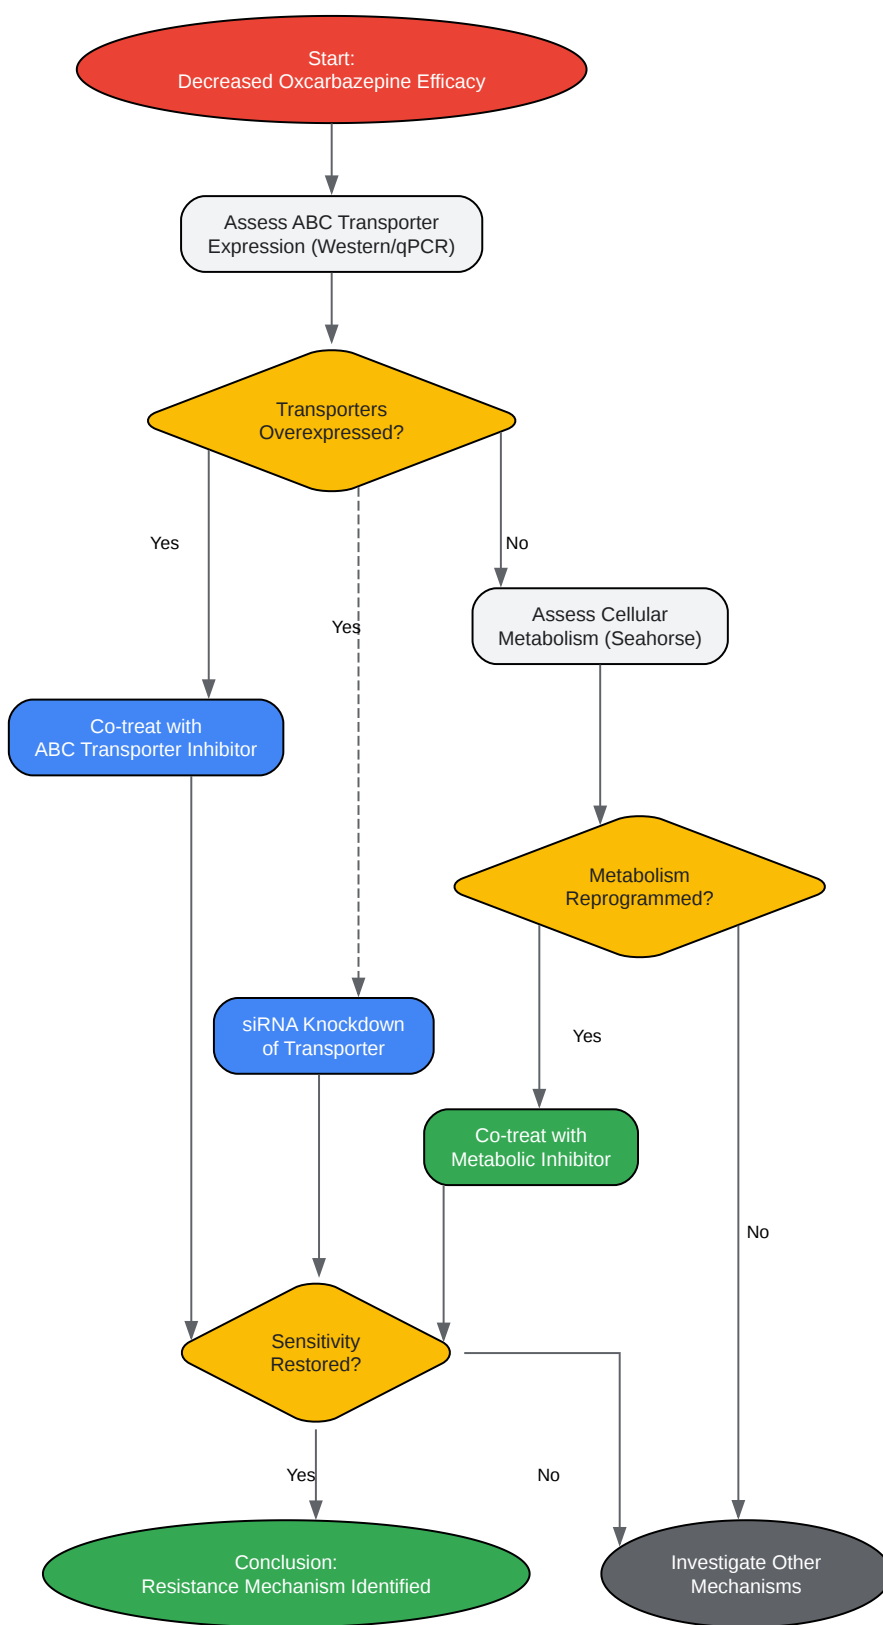 Start:
Decreased Oxcarbazepine Efficacy
Assess ABC Transporter
Expression (Western/qPCR)
Transporters
Overexpressed?
Yes
No
Assess Cellular
Metabolism (Seahorse)
Yes
Co-treat with
ABC Transporter Inhibitor
Metabolism
Reprogrammed?
siRNA Knockdown
of Transporter
Yes
Co-treat with
Metabolic Inhibitor
No
Sensitivity
Restored?
Yes
No
Conclusion:
Resistance Mechanism Identified
Investigate Other
Mechanisms